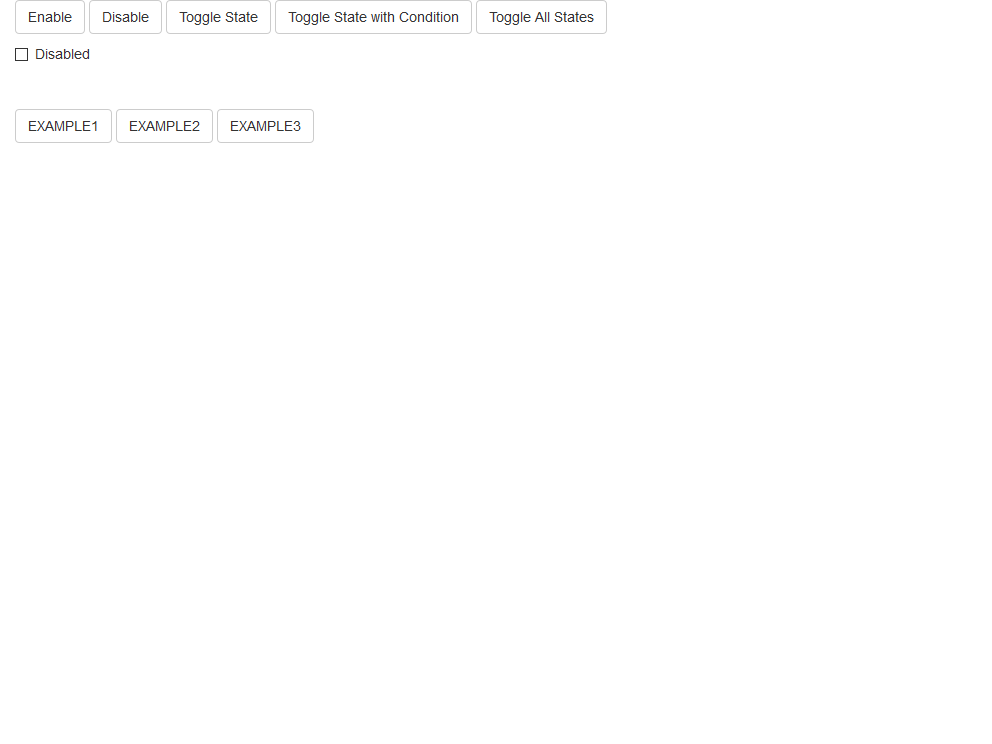 Enable Disable Toggle State Toggle State with Condition Toggle All States
Disabled
EXAMPLE1 EXAMPLE2 EXAMPLE3